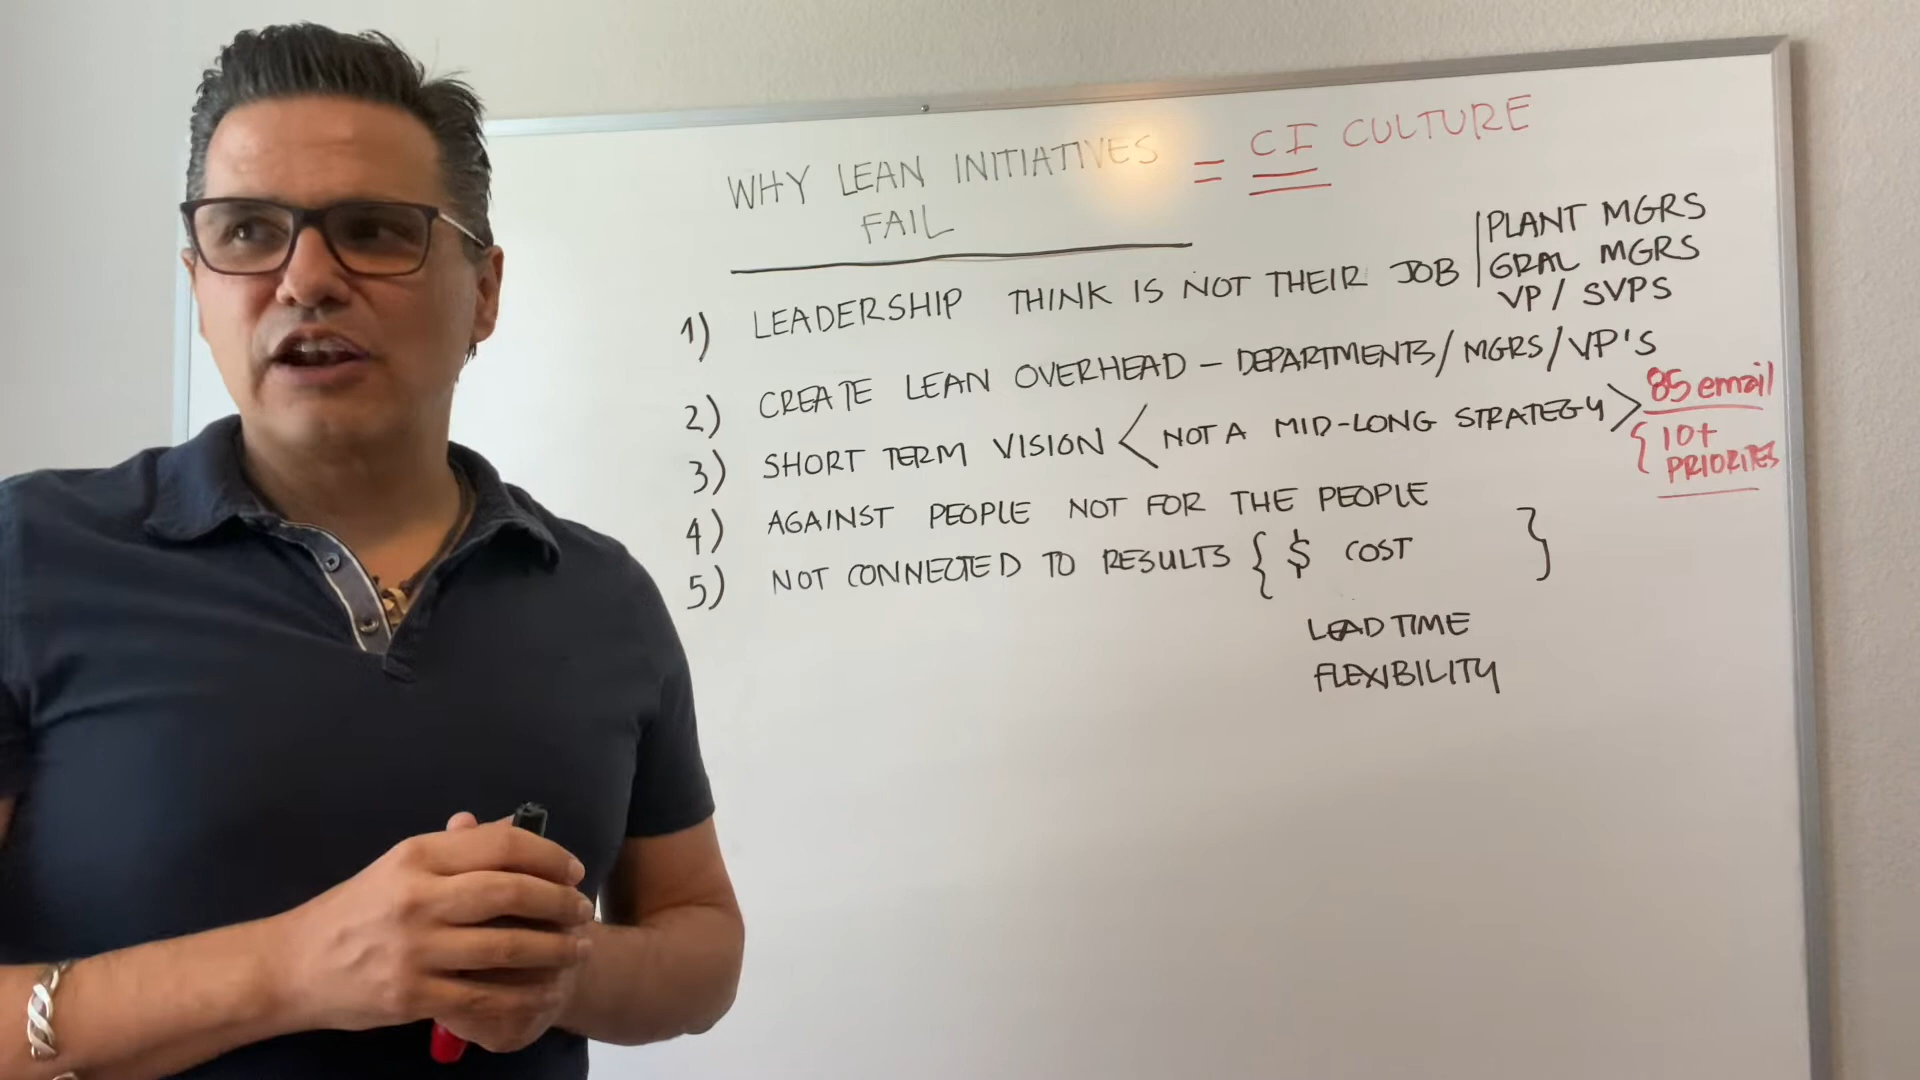 WHY LEAN INITIATIVES = CI CULTURE
FAIL
1) LEADERSHIP THINK IS NOT THEIR JOB
PLANT MGRS
GRAL MGRS
VP / SVPS
2) CREATE LEAN OVERHEAD - DEPARTMENTS/MGRS/VP'S
3) SHORT TERM VISION < NOT A MID-LONG STRATEGY >
85 email
{ 10+
PRIORITES
4) AGAINST PEOPLE NOT FOR THE PEOPLE
5) NOT CONNECTED TO RESULTS { $ COST }
LEAD TIME
FLEXIBILITY